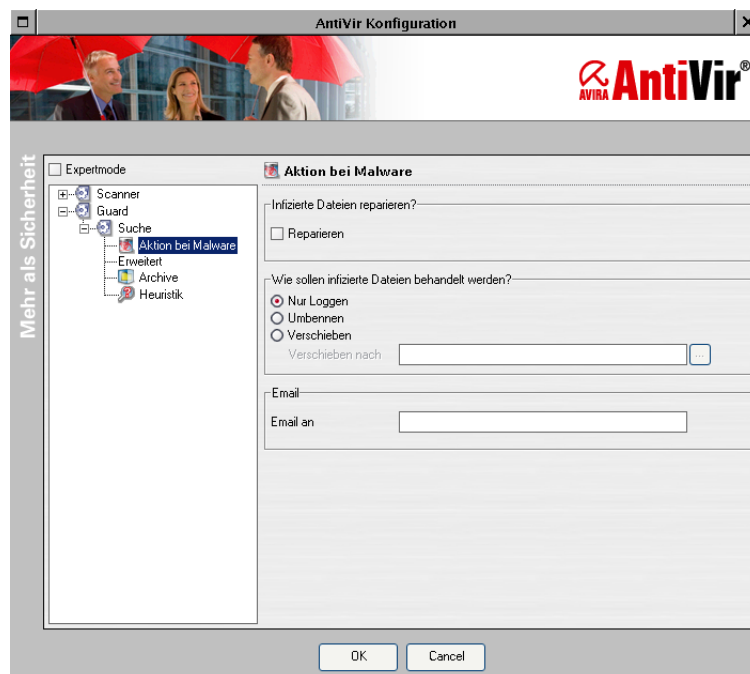 AntiVir Konfiguration
AVIRA AntiVir®
Mehr als Sicherheit
Expertmode
Scanner
Guard
Suche
Aktion bei Malware
Erweitert
Archive
Heuristik
Aktion bei Malware
Infizierte Dateien reparieren?
Reparieren
Wie sollen infizierte Dateien behandelt werden?
Nur Loggen
Umbennen
Verschieben
Verschieben nach
...
Email
Email an
OK
Cancel